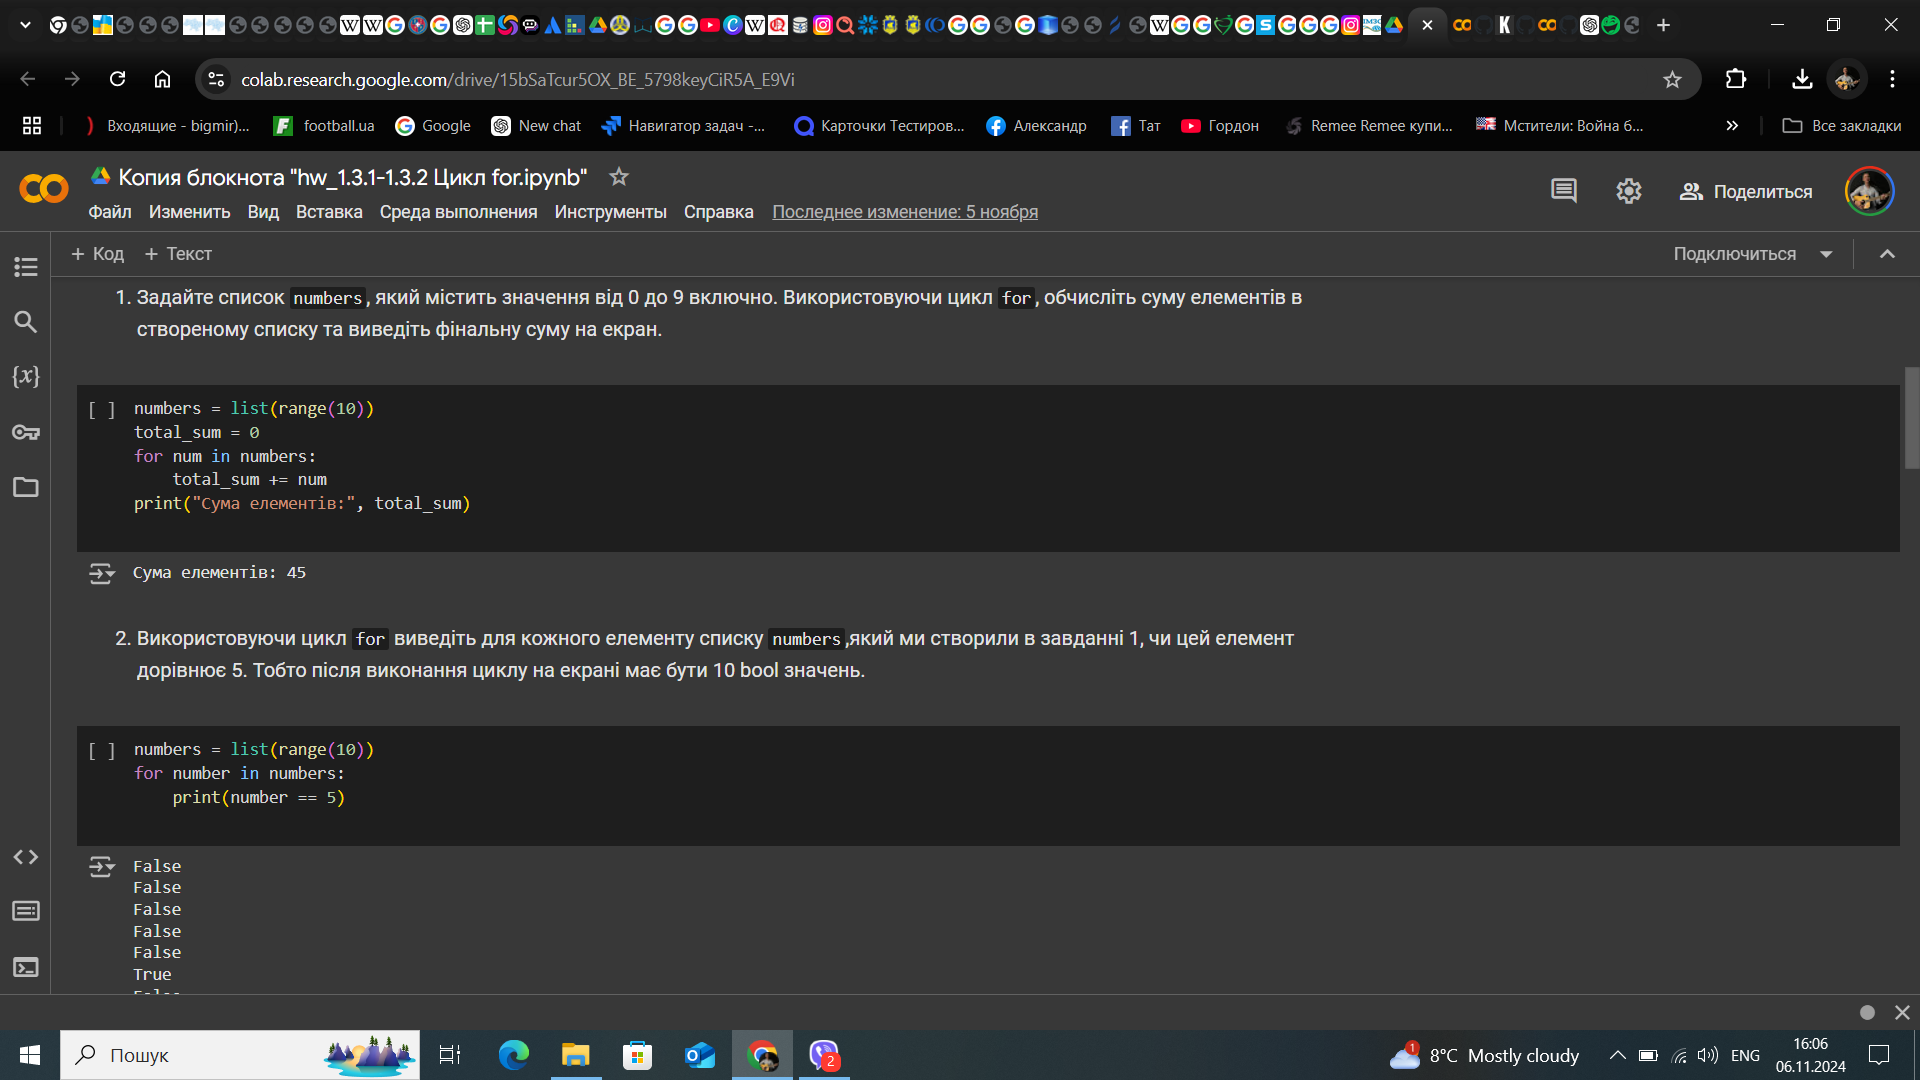 colab.research.google.com/drive/15bSaTcur5OX_BE_5798keyCiR5A_E9Vi
Входящие - bigmir)... football.ua Google New chat Навигатор задач -... Карточки Тестиров... Александр Тат Гордон Remee Remee купи... Мстители: Война б... Все закладки
Копия блокнота "hw_1.3.1-1.3.2 Цикл for.ipynb"
Поделиться
Файл Изменить Вид Вставка Среда выполнения Инструменты Справка Последнее изменение: 5 ноября
+ Код + Текст Подключиться
1. Задайте список numbers, який містить значення від 0 до 9 включно. Використовуючи цикл for, обчисліть суму елементів в
створеному списку та виведіть фінальну суму на екран.
[ ] numbers = list(range(10))
total_sum = 0
for num in numbers:
    total_sum += num
print("Сума елементів:", total_sum)
Сума елементів: 45
2. Використовуючи цикл for виведіть для кожного елементу списку numbers,який ми створили в завданні 1, чи цей елемент
дорівнює 5. Тобто після виконання циклу на екрані має бути 10 bool значень.
[ ] numbers = list(range(10))
for number in numbers:
    print(number == 5)
False
False
False
False
False
True
Пошук
2
1
8°C Mostly cloudy
ENG
16:06
06.11.2024